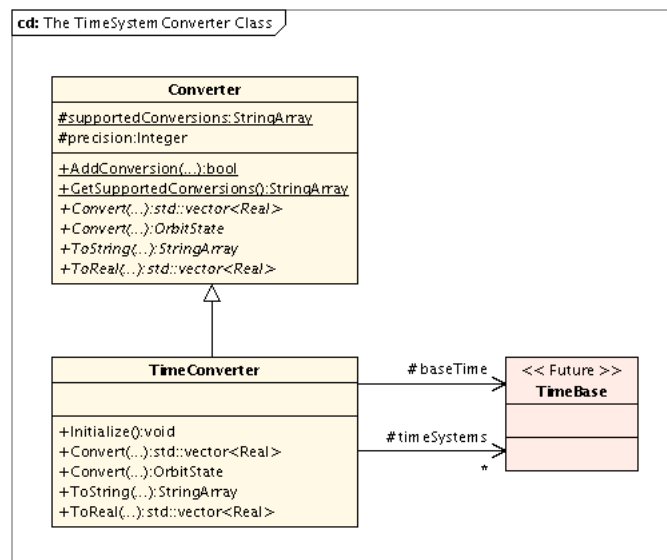 cd: The TimeSystem Converter Class
Converter
#supportedConversions:StringArray
#precision:Integer
+AddConversion(...):bool
+GetSupportedConversions():StringArray
+Convert(...):std::vector<Real>
+Convert(...):OrbitState
+ToString(...):StringArray
+ToReal(...):std::vector<Real>
TimeConverter
+Initialize():void
+Convert(...):std::vector<Real>
+Convert(...):OrbitState
+ToString(...):StringArray
+ToReal(...):std::vector<Real>
#baseTime
#timeSystems
*
<< Future >>
TimeBase